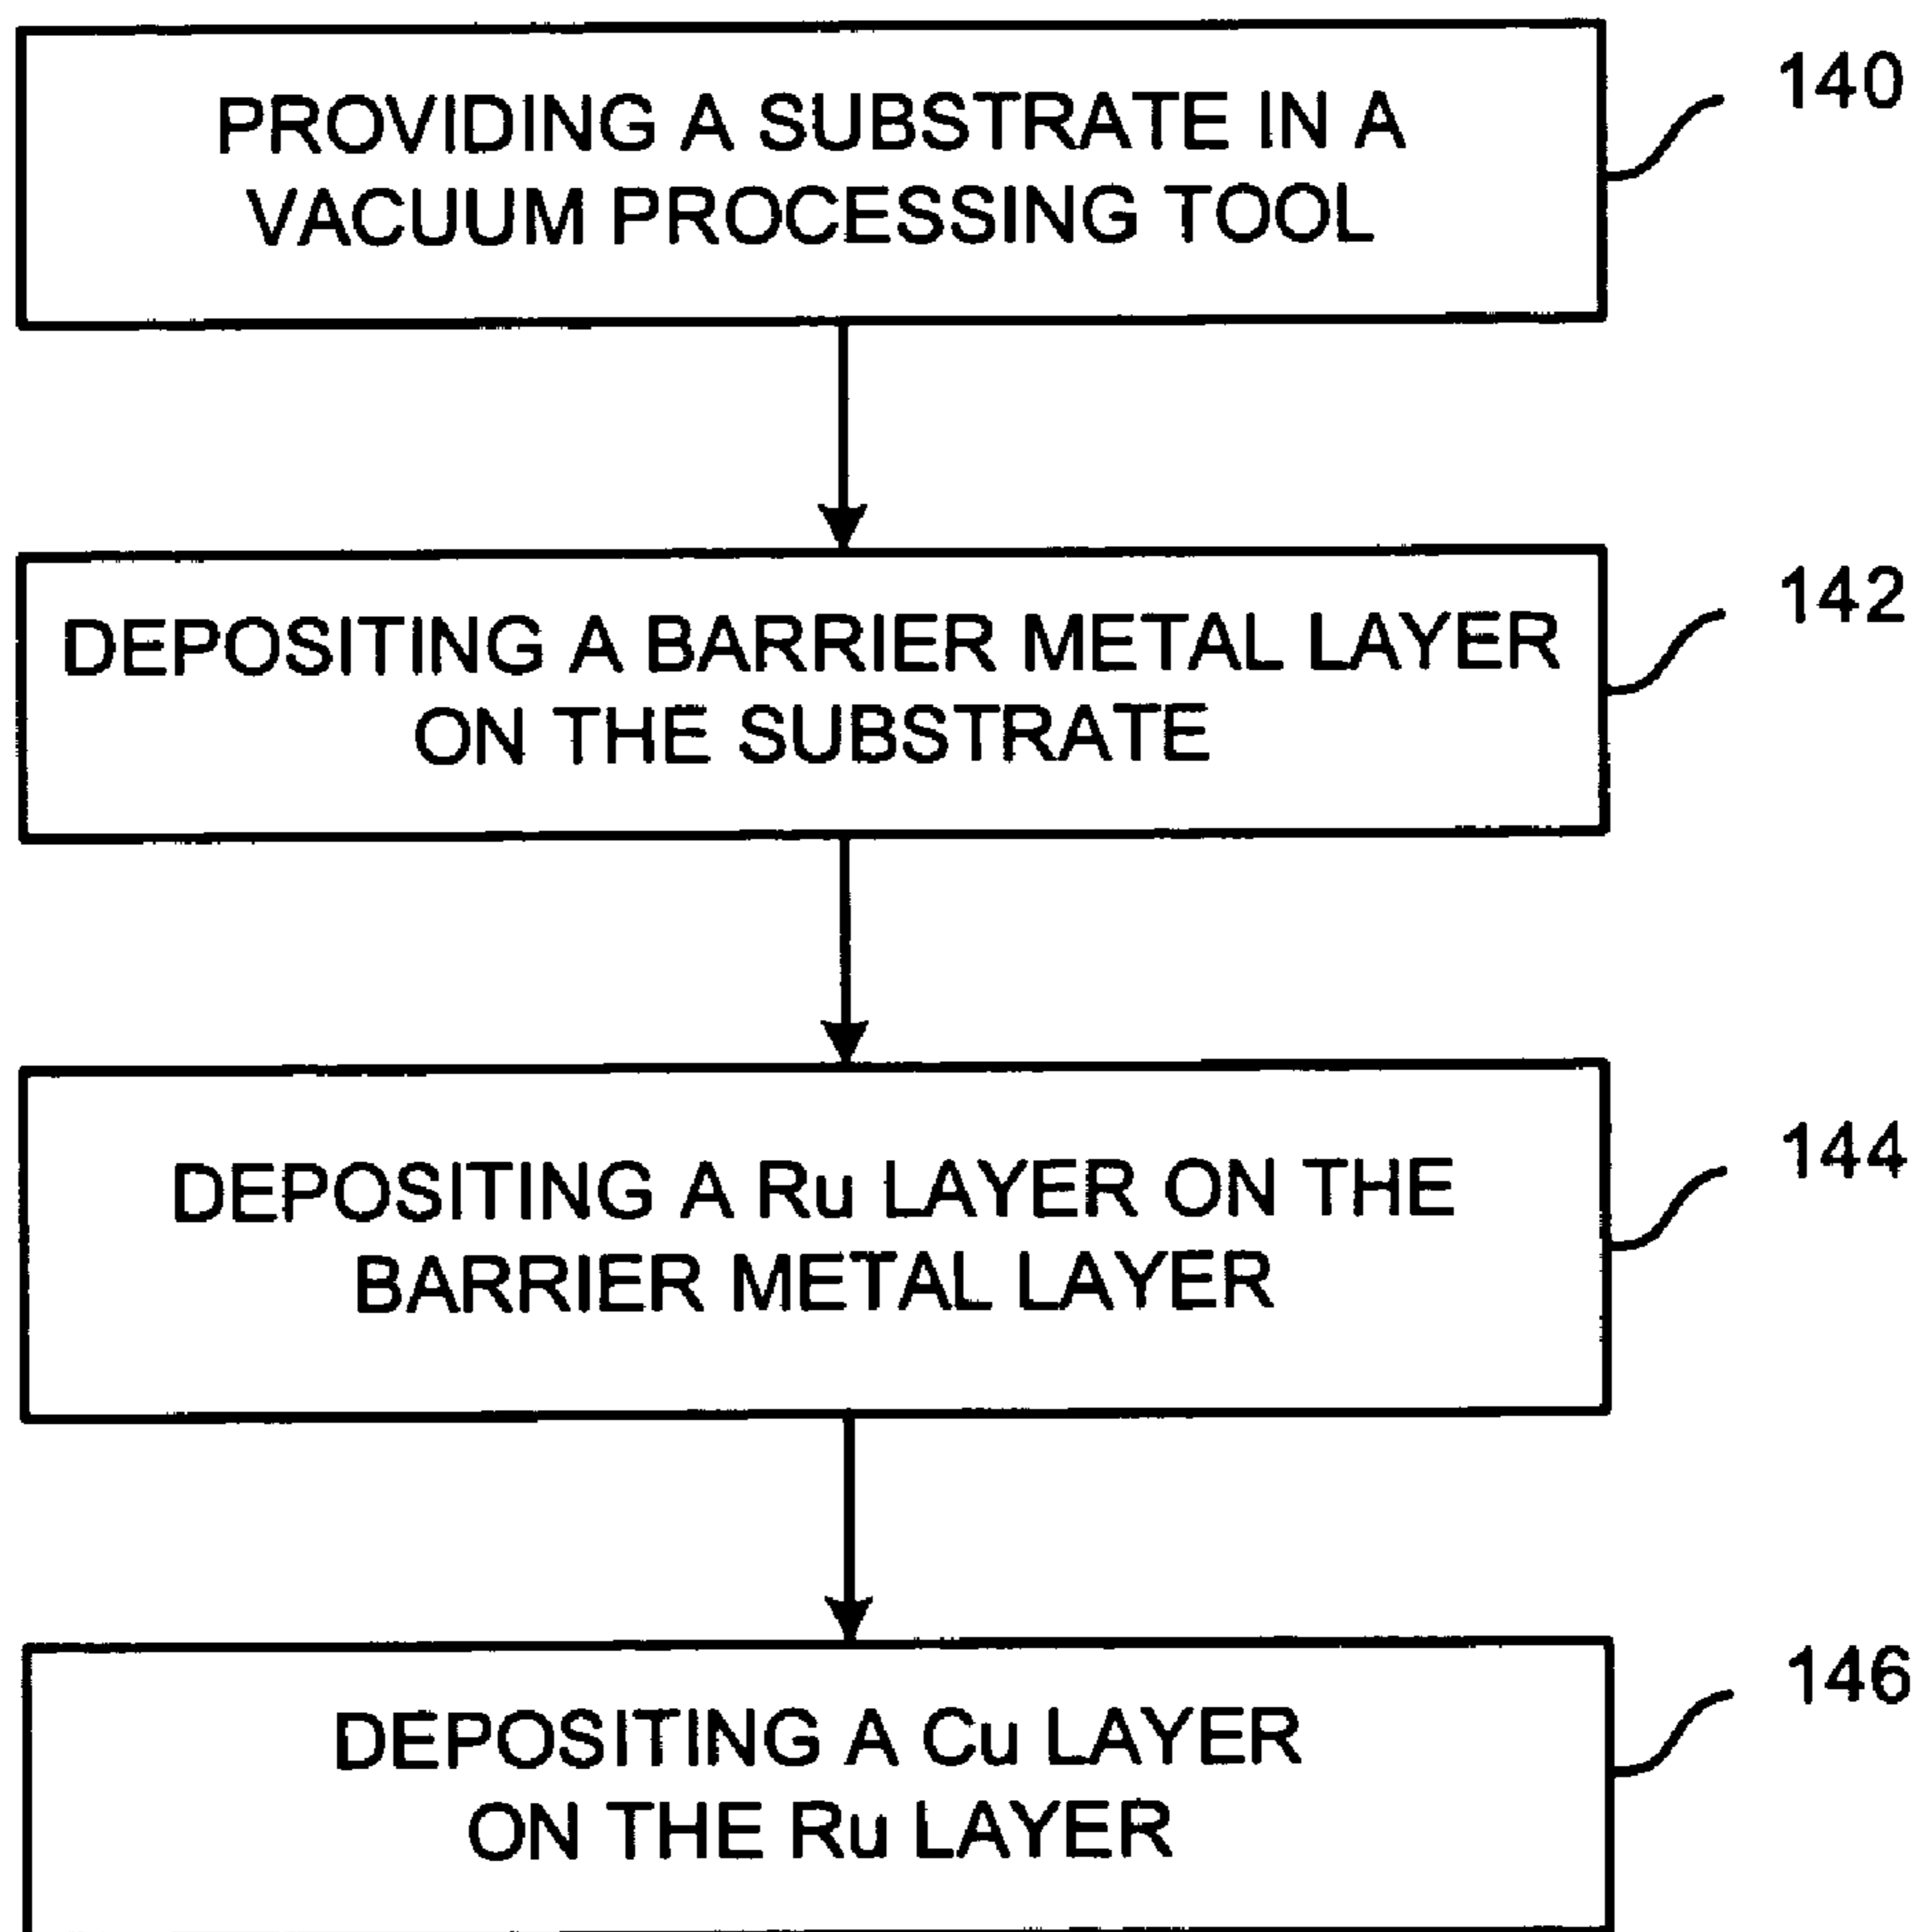 PROVIDING A SUBSTRATE IN A
VACUUM PROCESSING TOOL
140
DEPOSITING A BARRIER METAL LAYER
ON THE SUBSTRATE
142
DEPOSITING A Ru LAYER ON THE
BARRIER METAL LAYER
144
DEPOSITING A Cu LAYER
ON THE Ru LAYER
146